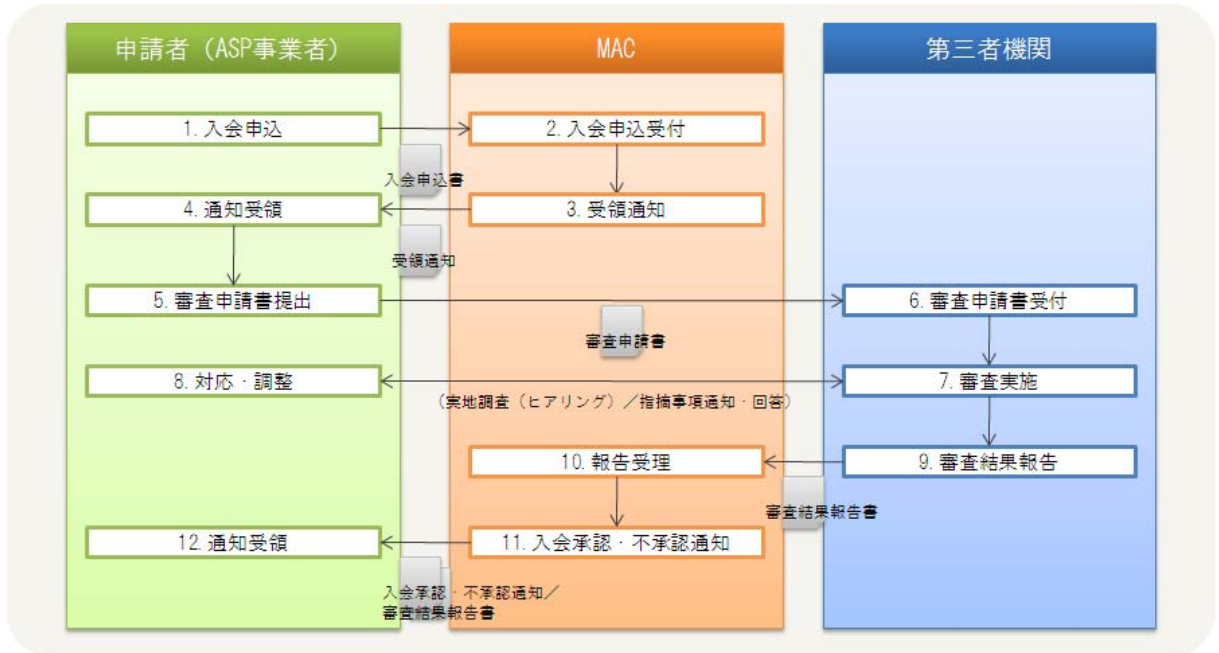 申請者（ASP事業者）
MAC
第三者機関
1. 入会申込
2. 入会申込受付
入会申込書
4. 通知受領
3. 受領通知
受領通知
5. 審査申請書提出
6. 審査申請書受付
審査申請書
8. 対応・調整
7. 審査実施
（実地調査（ヒアリング）／指摘事項通知・回答）
10. 報告受理
9. 審査結果報告
審査結果報告書
12. 通知受領
11. 入会承認・不承認通知
入会承認・不承認通知／
審査結果報告書